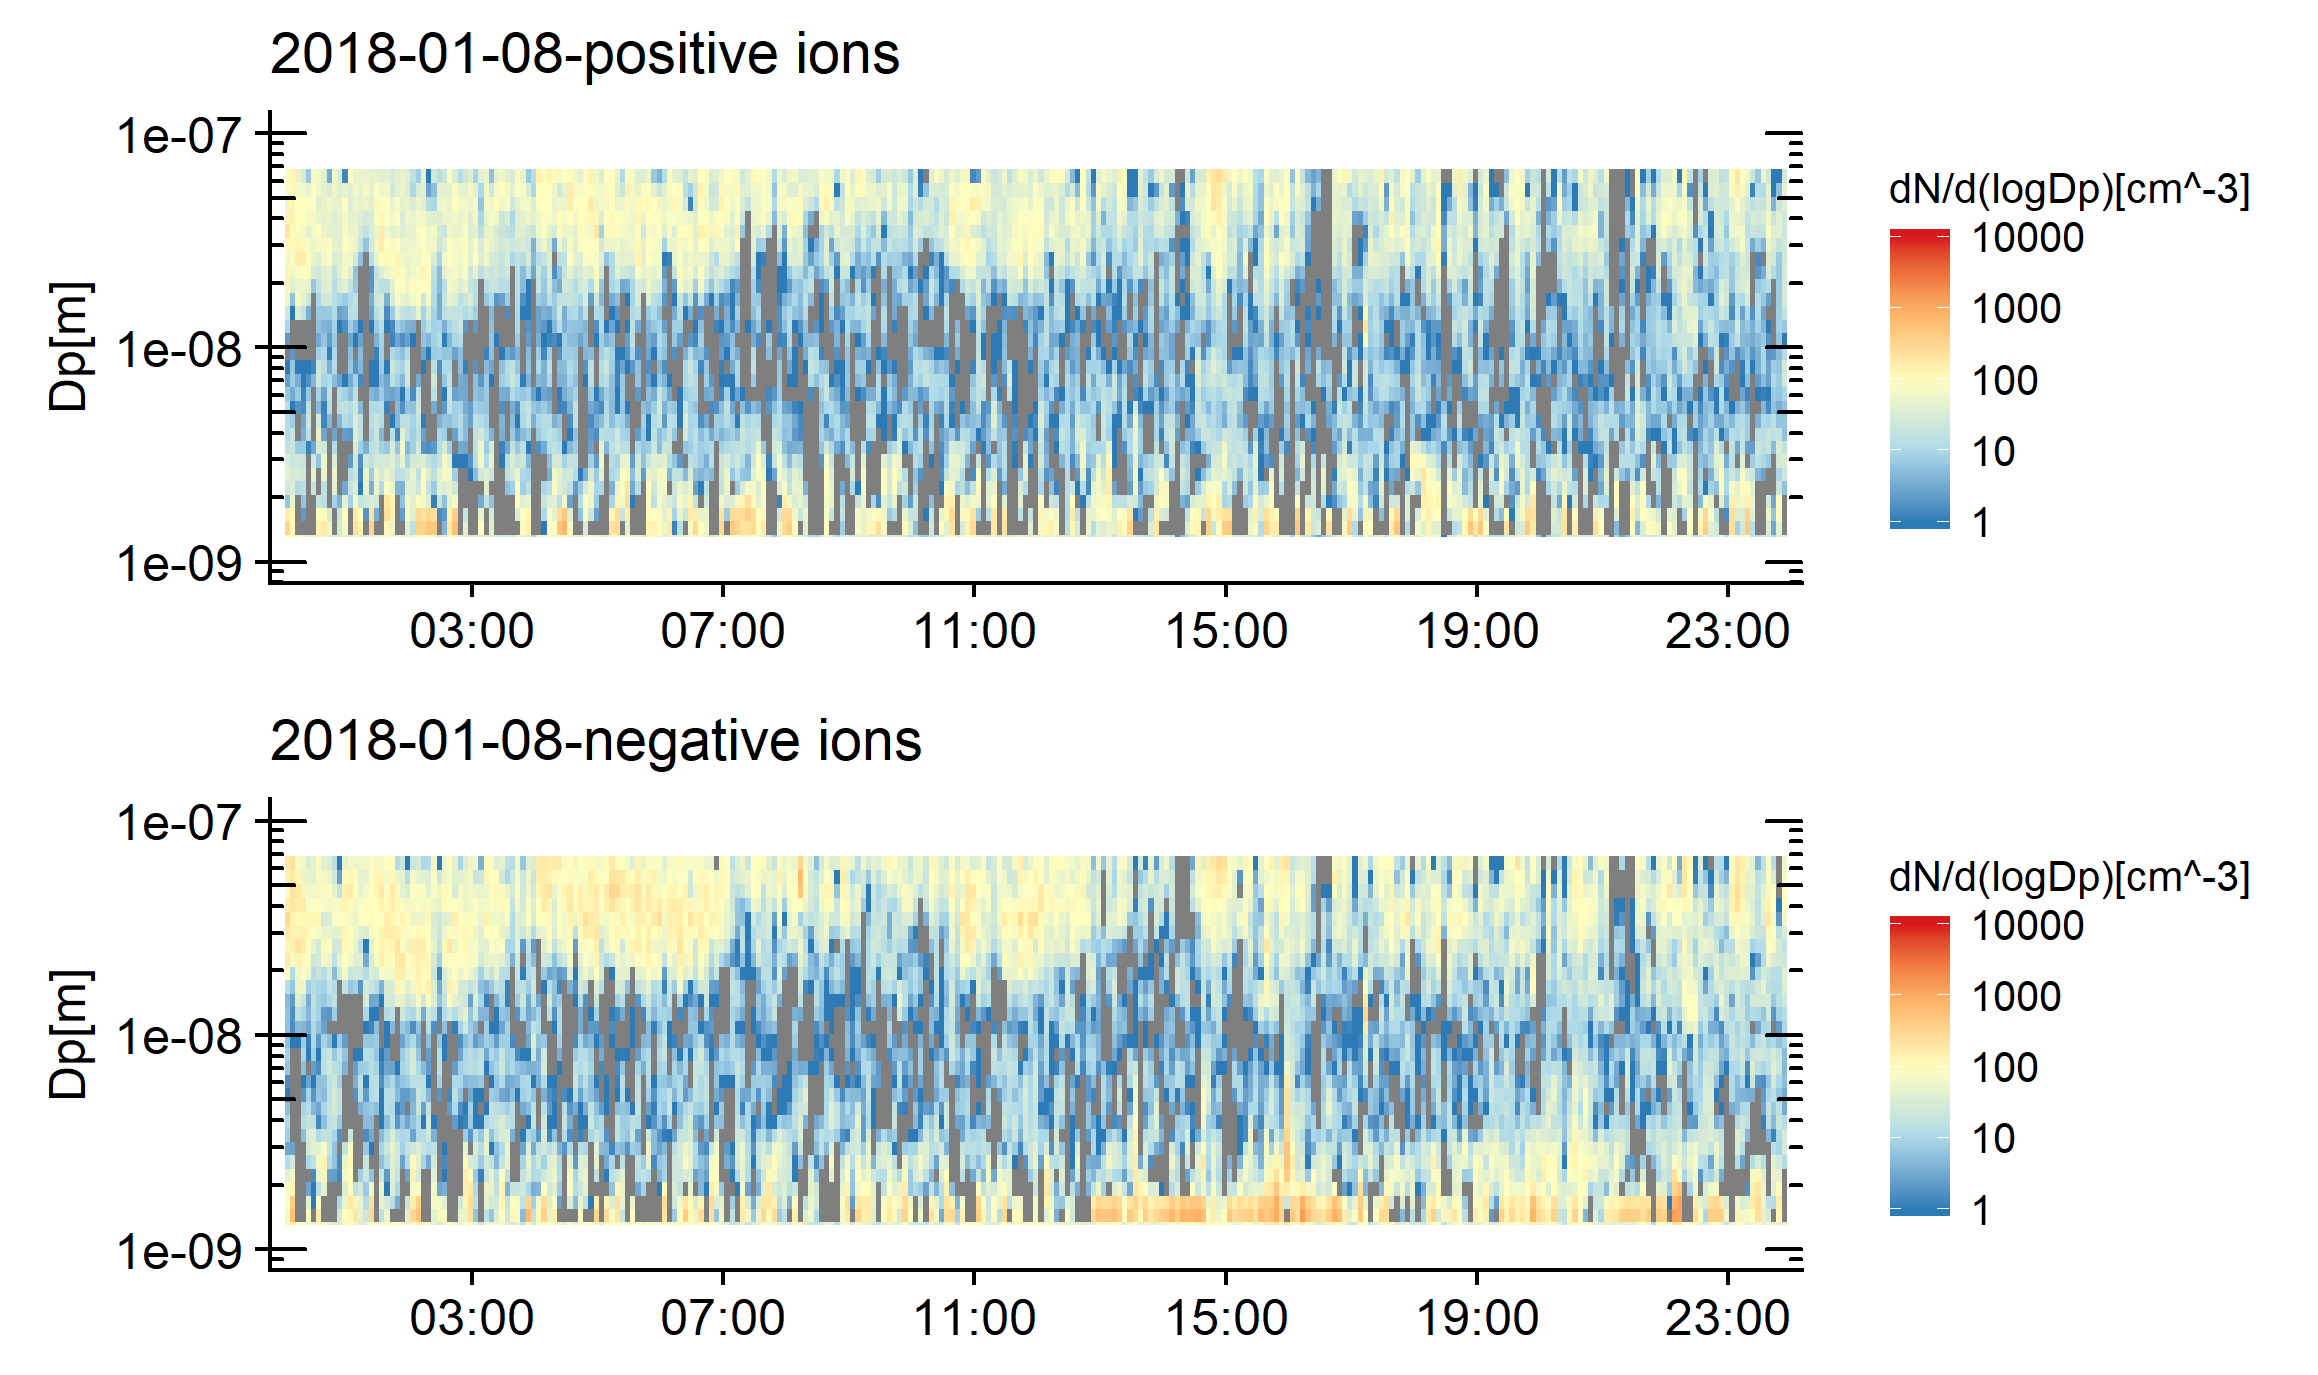 2018-01-08-positive ions
1e-07
1e-08
1e-09
Dp[m]
03:00 07:00 11:00 15:00 19:00 23:00
dN/d(logDp)[cm^-3]
10000
1000
100
10
1
2018-01-08-negative ions
1e-07
1e-08
1e-09
Dp[m]
03:00 07:00 11:00 15:00 19:00 23:00
dN/d(logDp)[cm^-3]
10000
1000
100
10
1